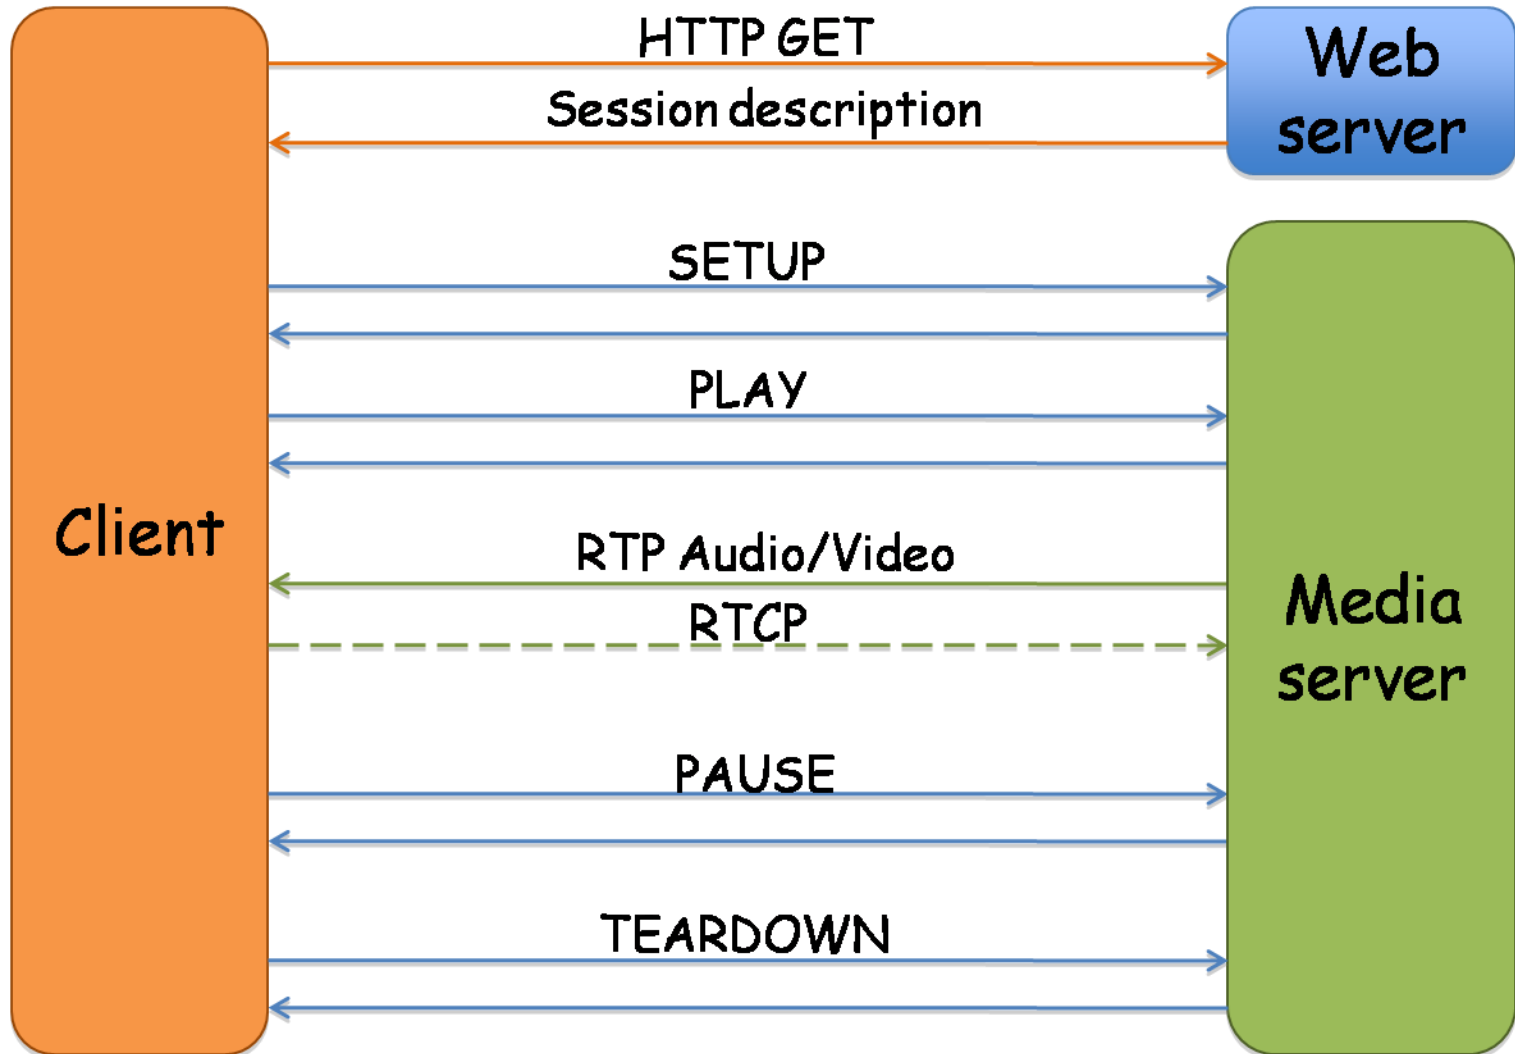 HTTP GET
Web
server
Session description
SETUP
PLAY
Client
RTP Audio/Video
Media
server
RTCP
PAUSE
TEARDOWN